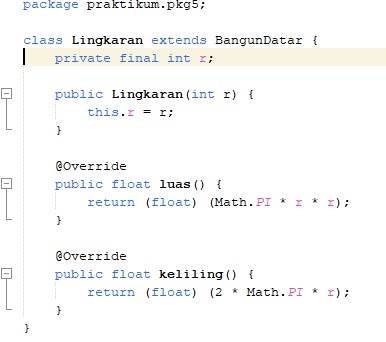 package praktikum.pkg5;
class Lingkaran extends BangunDatar {
    private final int r;
    public Lingkaran(int r) {
        this.r = r;
    }
    @Override
    public float luas() {
        return (float) (Math.PI * r * r);
    }
    @Override
    public float keliling() {
        return (float) (2 * Math.PI * r);
    }
}